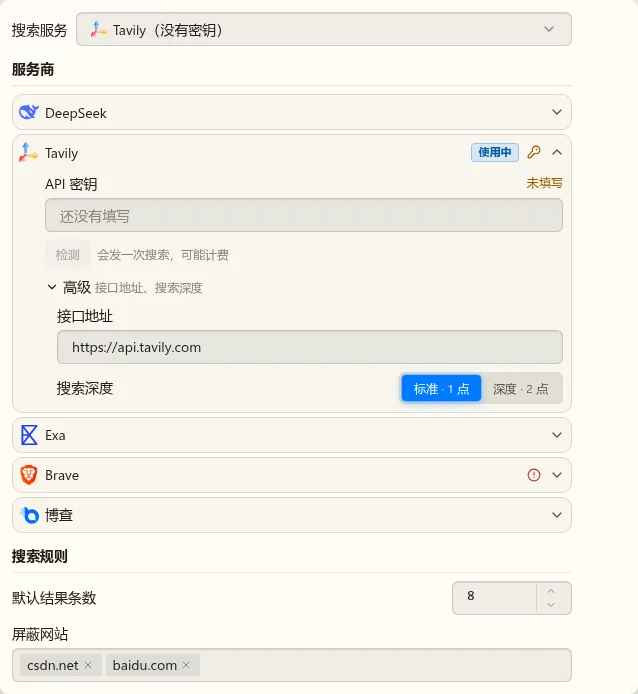 搜索服务 Tavily（没有密钥）
服务商
DeepSeek
Tavily 使用中
API 密钥 未填写
还没有填写
检测 会发一次搜索，可能计费
高级 接口地址、搜索深度
接口地址
https://api.tavily.com
搜索深度 标准 · 1 点 深度 · 2 点
Exa
Brave
博查
搜索规则
默认结果条数 8
屏蔽网站
csdn.net × baidu.com ×